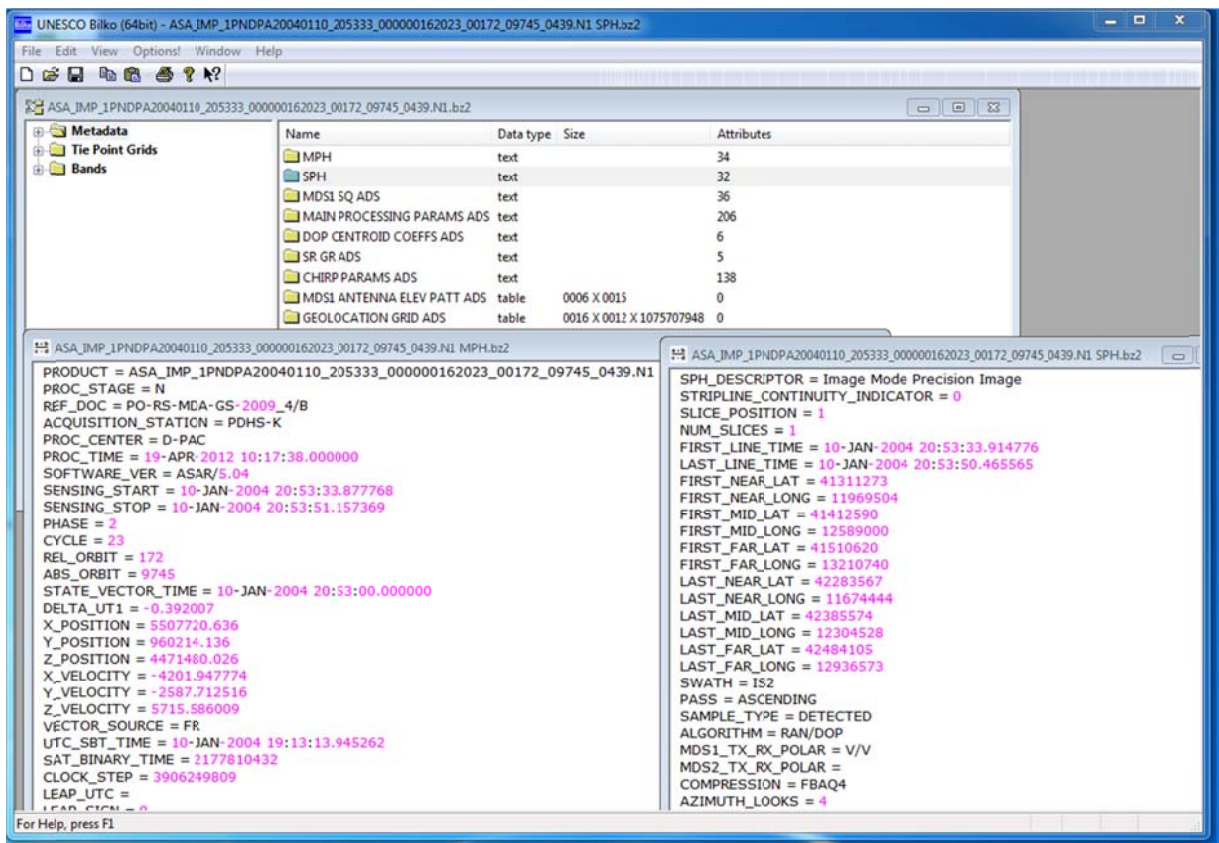 UNESCO Bilko (64bit) - ASA_IMP_1PNDPA20040110_205333_000000162023_00172_09745_0439.N1 SPH.bz2
File Edit View Options! Window Help
ASA_IMP_1PNDPA20040110_205333_000000162023_00172_09745_0439.N1.bz2
Metadata
Tie Point Grids
Bands
Name Data type Size Attributes
MPH text 34
SPH text 32
MDS1 SQ ADS text 36
MAIN PROCESSING PARAMS ADS text 206
DOP CENTROID COEFFS ADS text 6
SR GR ADS text 5
CHIRP PARAMS ADS text 138
MDS1 ANTENNA ELEV PATT ADS table 0006 X 0015 0
GEOLOCATION GRID ADS table 0016 X 0012 X 1075707948 0
ASA_IMP_1PNDPA20040110_205333_000000162023_00172_09745_0439.N1 MPH.bz2
PRODUCT = ASA_IMP_1PNDPA20040110_205333_000000162023_00172_09745_0439.N1
PROC_STAGE = N
REF_DOC = PO-RS-MDA-GS-2009_4/B
ACQUISITION_STATION = PDHS-K
PROC_CENTER = D-PAC
PROC_TIME = 19-APR-2012 10:17:38.000000
SOFTWARE_VER = ASAR/5.04
SENSING_START = 10-JAN-2004 20:53:33.877768
SENSING_STOP = 10-JAN-2004 20:53:51.157369
PHASE = 2
CYCLE = 23
REL_ORBIT = 172
ABS_ORBIT = 9745
STATE_VECTOR_TIME = 10-JAN-2004 20:53:00.000000
DELTA_UT1 = -0.392007
X_POSITION = 5507720.636
Y_POSITION = 960214.136
Z_POSITION = 4471480.026
X_VELOCITY = -4201.947774
Y_VELOCITY = -2587.712516
Z_VELOCITY = 5715.586009
VECTOR_SOURCE = FR
UTC_SBT_TIME = 10-JAN-2004 19:13:13.945262
SAT_BINARY_TIME = 2177810432
CLOCK_STEP = 3906249809
LEAP_UTC =
LEAP_SIGN = 0
ASA_IMP_1PNDPA20040110_205333_000000162023_00172_09745_0439.N1 SPH.bz2
SPH_DESCRIPTOR = Image Mode Precision Image
STRIPLINE_CONTINUITY_INDICATOR = 0
SLICE_POSITION = 1
NUM_SLICES = 1
FIRST_LINE_TIME = 10-JAN-2004 20:53:33.914776
LAST_LINE_TIME = 10-JAN-2004 20:53:50.465565
FIRST_NEAR_LAT = 41311273
FIRST_NEAR_LONG = 11969504
FIRST_MID_LAT = 41412590
FIRST_MID_LONG = 12589000
FIRST_FAR_LAT = 41510620
FIRST_FAR_LONG = 13210740
LAST_NEAR_LAT = 42283567
LAST_NEAR_LONG = 11674444
LAST_MID_LAT = 42385574
LAST_MID_LONG = 12304528
LAST_FAR_LAT = 42484105
LAST_FAR_LONG = 12936573
SWATH = IS2
PASS = ASCENDING
SAMPLE_TYPE = DETECTED
ALGORITHM = RAN/DOP
MDS1_TX_RX_POLAR = V/V
MDS2_TX_RX_POLAR =
COMPRESSION = FBAQ4
AZIMUTH_LOOKS = 4
For Help, press F1